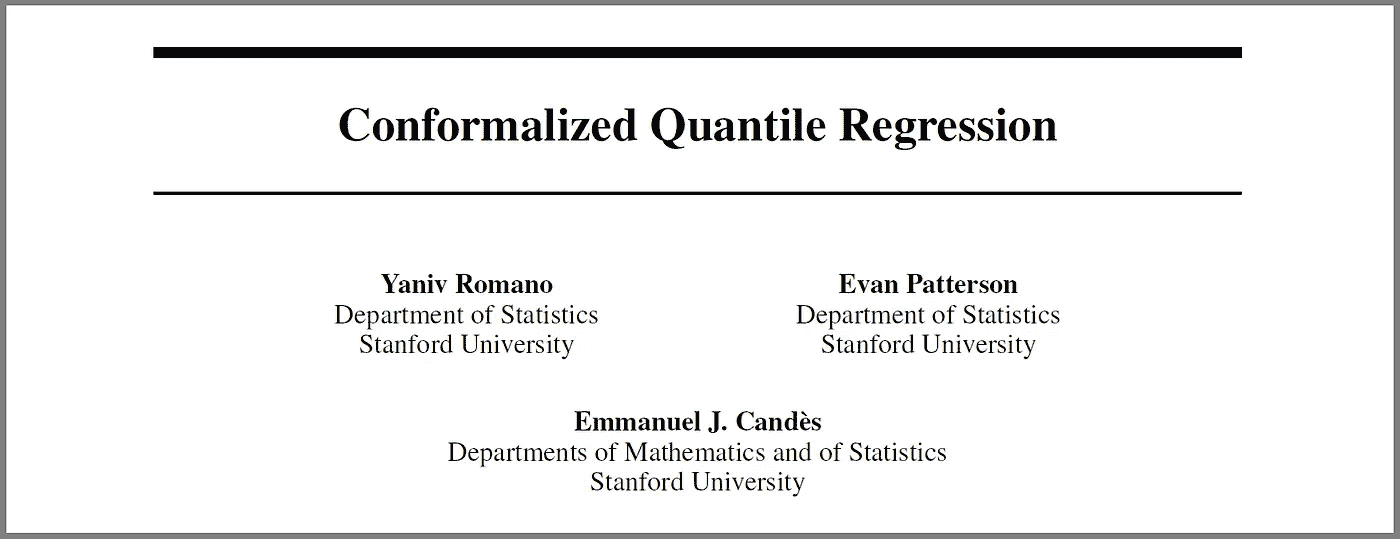 Conformalized Quantile Regression
Yaniv Romano
Department of Statistics
Stanford University
Evan Patterson
Department of Statistics
Stanford University
Emmanuel J. Candès
Departments of Mathematics and of Statistics
Stanford University